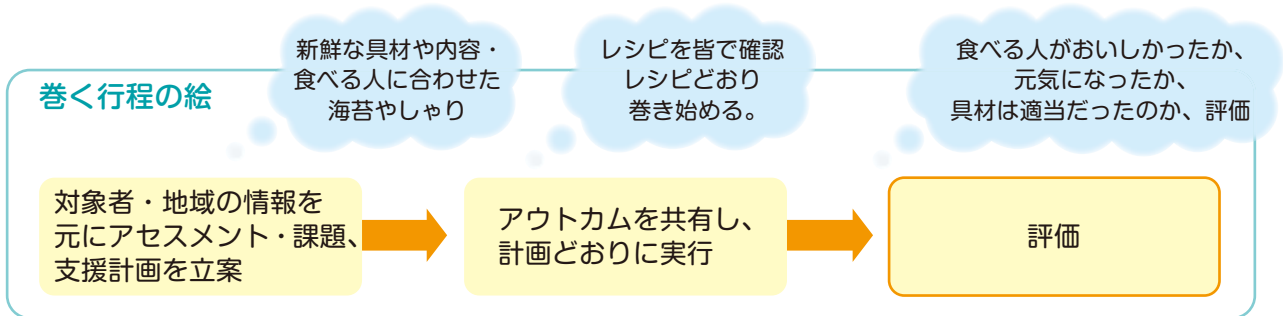 新鮮な具材や内容・
食べる人に合わせた
海苔やしゃり
レシピを皆で確認
レシピどおり
巻き始める。
食べる人がおいしかったか、
元気になったか、
具材は適当だったのか、評価
巻く行程の絵
対象者・地域の情報を
元にアセスメント・課題、
支援計画を立案
アウトカムを共有し、
計画どおりに実行
評価